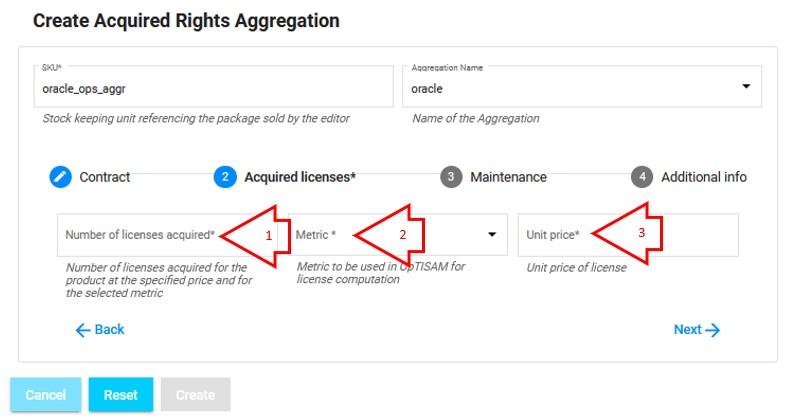 Create Acquired Rights Aggregation
SKU*
Aggregation Name
oracle_ops_aggr
oracle
Stock keeping unit referencing the package sold by the editor
Name of the Aggregation
Contract
2 Acquired licenses*
3 Maintenance
4 Additional info
Number of licenses acquired*
1
Metric *
2
Unit price*
3
Number of licenses acquired for the
product at the specified price and for
the selected metric
Metric to be used in OpTISAM for
license computation
Unit price of license
Back
Next
Cancel
Reset
Create